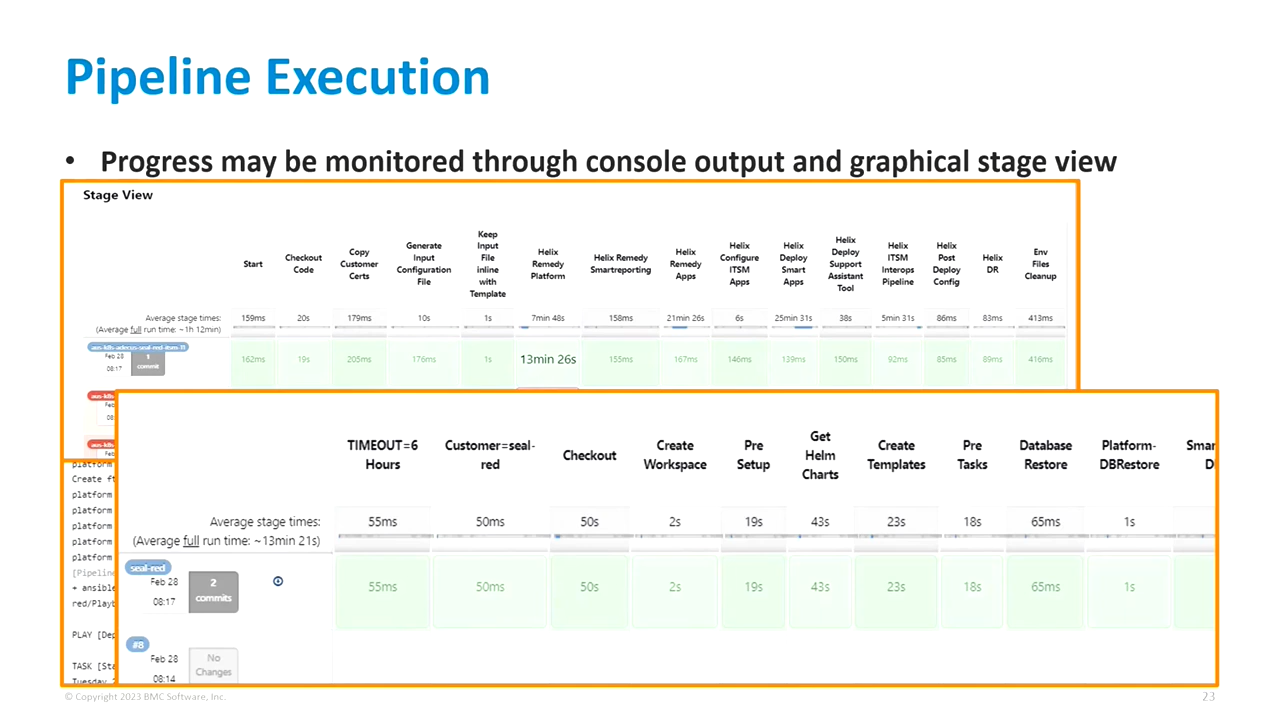 Pipeline Execution
• Progress may be monitored through console output and graphical stage view
Stage View
Start
Checkout Code
Copy Customer Certs
Generate Input Configuration File
Keep Input File inline with Template
Helix Remedy Platform
Helix Remedy Smartreporting
Helix Remedy Apps
Helix Configure ITSM Apps
Helix Deploy Smart Apps
Helix Deploy Support Assistant Tool
Helix ITSM Interops Pipeline
Helix Post Deploy Config
Helix DR
Env Files Cleanup
Average stage times: 159ms 20s 179ms 10s 1s 7min 48s 158ms 21min 26s 6s 25min 31s 38s 5min 31s 86ms 83ms 413ms
(Average full run time: ~1h 12min)
Feb 28
08:17
1 commit
162ms 19s 205ms 176ms 1s 13min 26s 155ms 167ms 146ms 139ms 150ms 92ms 85ms 89ms 416ms
platform
Create
platform
platform
platform
platform
platform
[Pipeline
+ ansible
PLAY
TASK
TIMEOUT=6 Hours
Customer=seal-red
Checkout
Create Workspace
Pre Setup
Get Helm Charts
Create Templates
Pre Tasks
Database Restore
Platform-DBRestore
Average stage times: 55ms 50ms 50s 2s 19s 43s 23s 18s 65ms 1s
(Average full run time: ~13min 21s)
seal-red
Feb 28
08:17
2 commits
55ms 50ms 50s 2s 19s 43s 23s 18s 65ms 1s
#8
Feb 28
08:14
No Changes
© Copyright 2023 BMC Software, Inc.
23